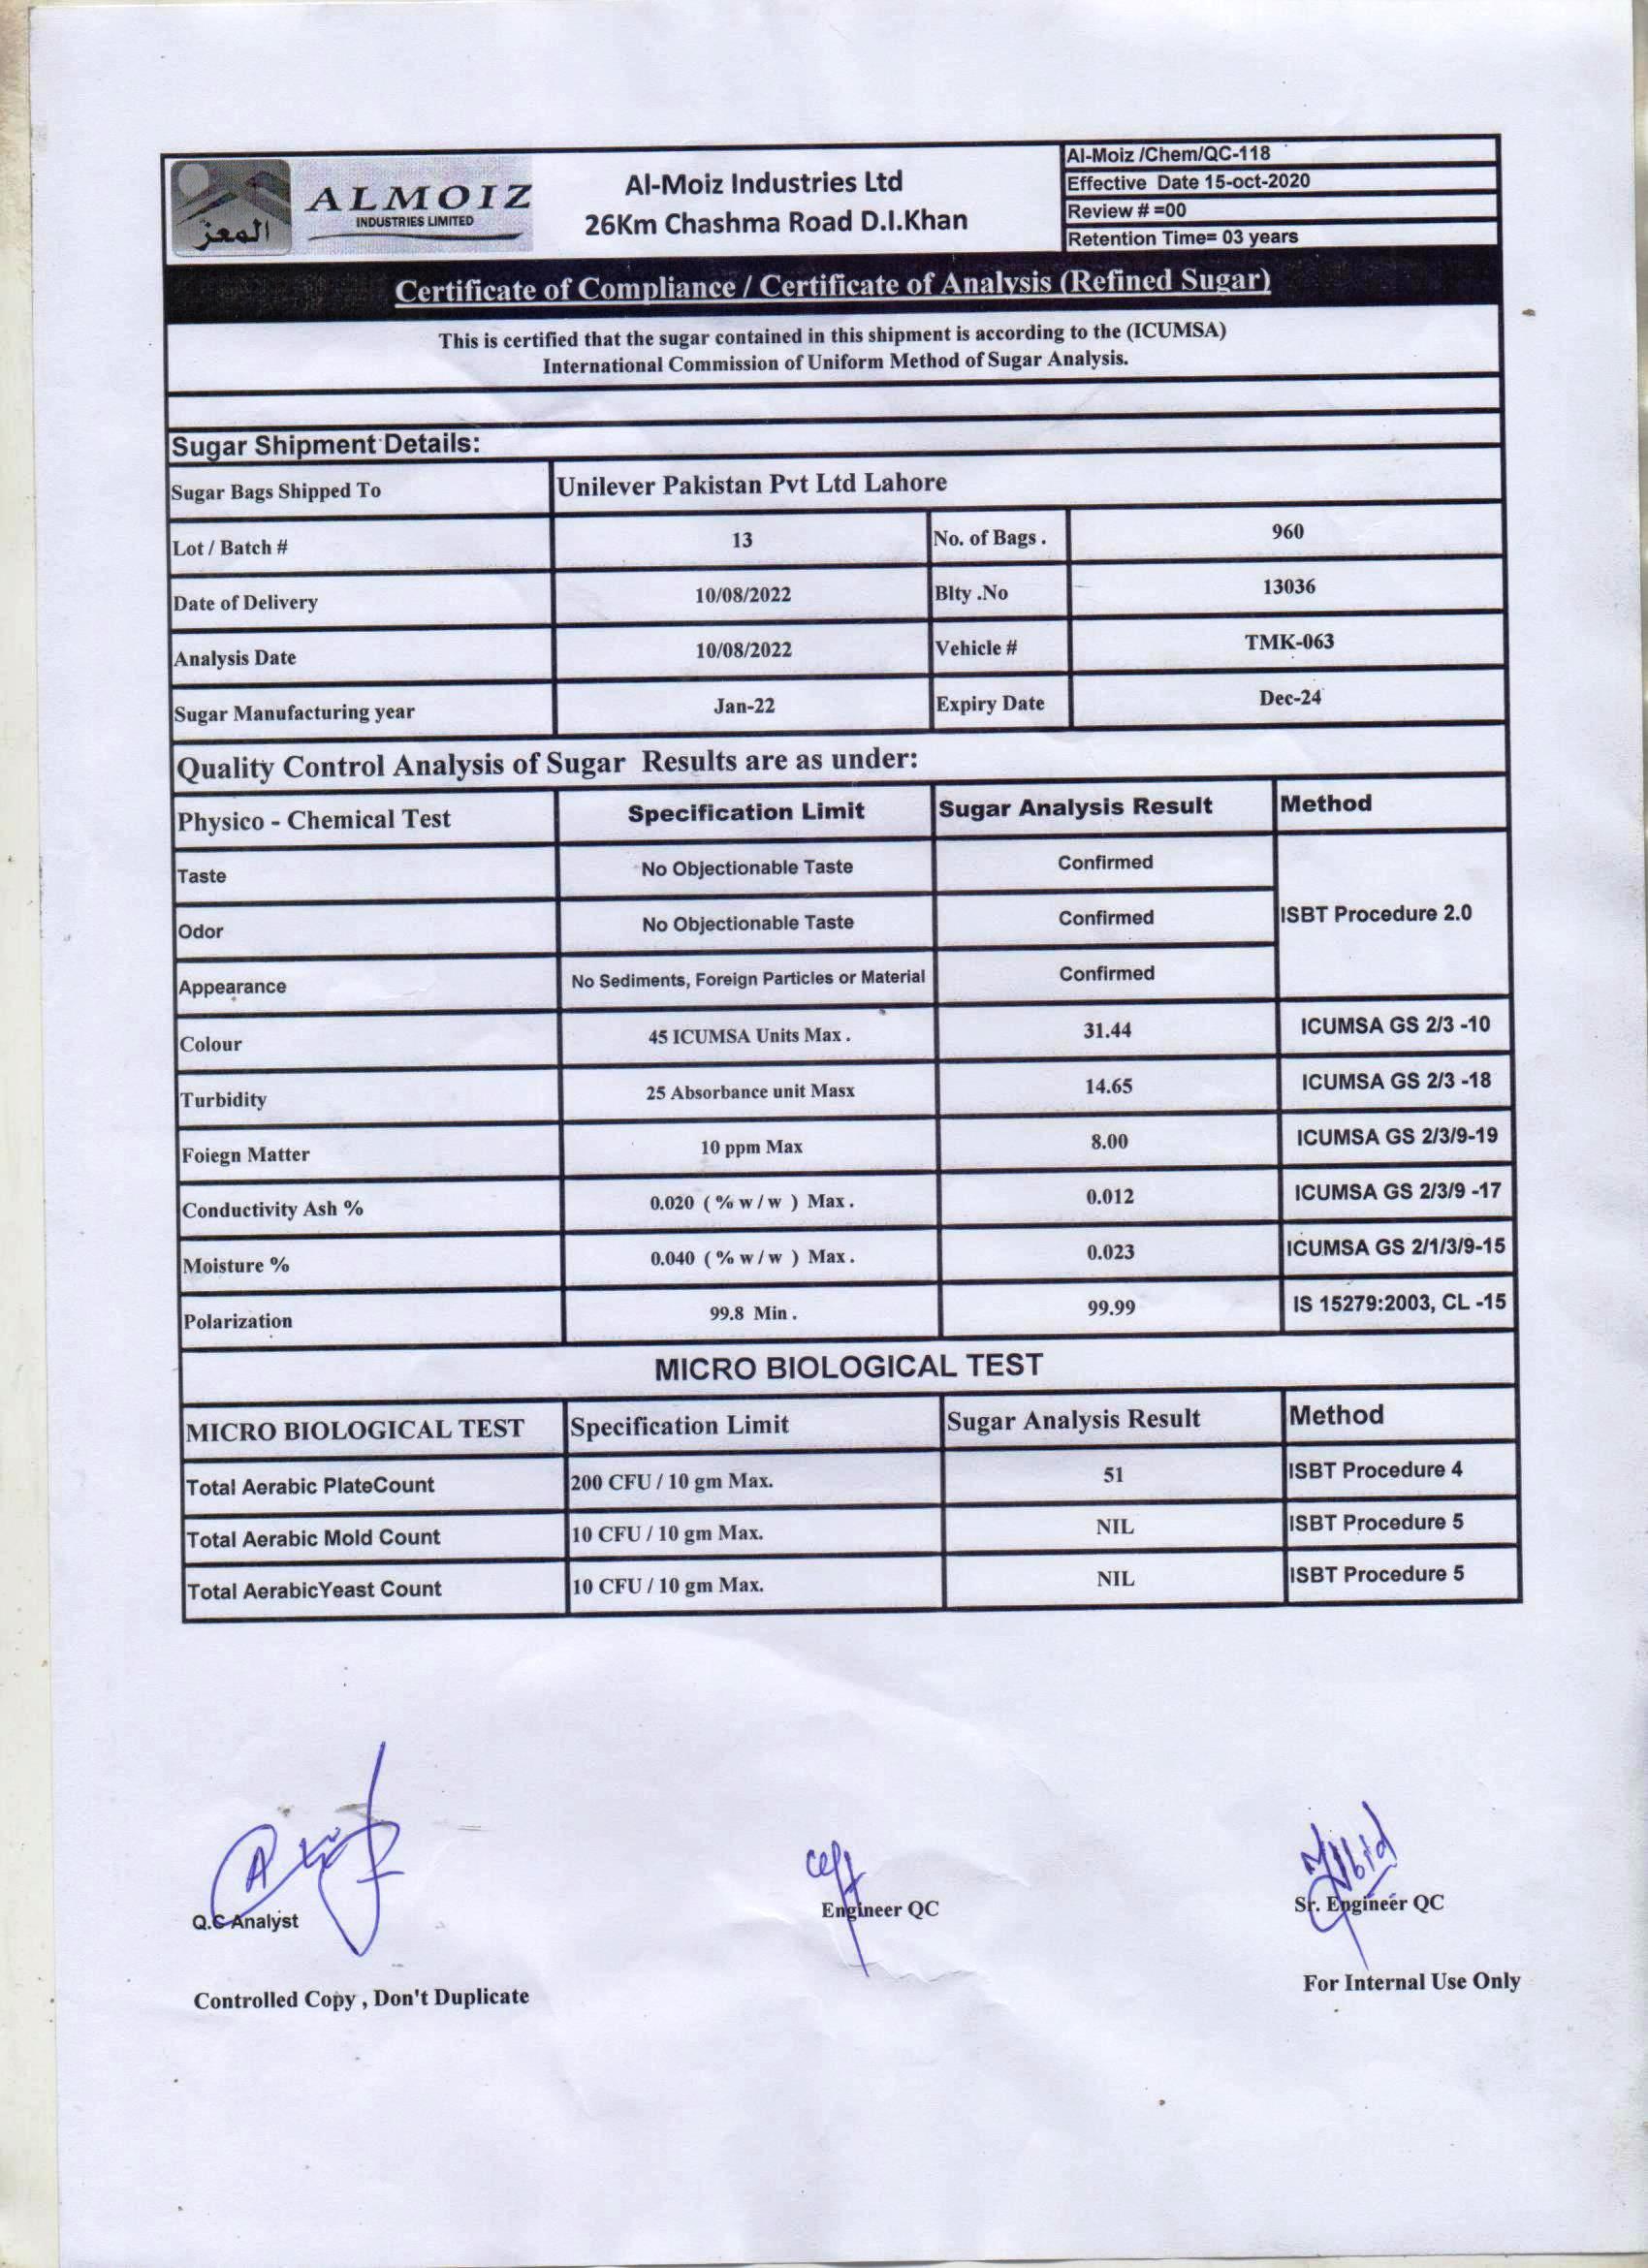 المعز
ALMOIZ
INDUSTRIES LIMITED
Al-Moiz Industries Ltd
26Km Chashma Road D.I.Khan
Al-Moiz /Chem/QC-118
Effective Date 15-oct-2020
Review # =00
Retention Time= 03 years
Certificate of Compliance / Certificate of Analysis (Refined Sugar)
This is certified that the sugar contained in this shipment is according to the (ICUMSA)
International Commission of Uniform Method of Sugar Analysis.
Sugar Shipment Details:
Sugar Bags Shipped To Unilever Pakistan Pvt Ltd Lahore
Lot / Batch # 13 No. of Bags . 960
Date of Delivery 10/08/2022 Blty .No 13036
Analysis Date 10/08/2022 Vehicle # TMK-063
Sugar Manufacturing year Jan-22 Expiry Date Dec-24
Quality Control Analysis of Sugar Results are as under:
Physico - Chemical Test Specification Limit Sugar Analysis Result Method
Taste No Objectionable Taste Confirmed
Odor No Objectionable Taste Confirmed ISBT Procedure 2.0
Appearance No Sediments, Foreign Particles or Material Confirmed
Colour 45 ICUMSA Units Max . 31.44 ICUMSA GS 2/3 -10
Turbidity 25 Absorbance unit Masx 14.65 ICUMSA GS 2/3 -18
Foiegn Matter 10 ppm Max 8.00 ICUMSA GS 2/3/9-19
Conductivity Ash % 0.020 ( % w / w ) Max . 0.012 ICUMSA GS 2/3/9 -17
Moisture % 0.040 ( % w / w ) Max . 0.023 ICUMSA GS 2/1/3/9-15
Polarization 99.8 Min . 99.99 IS 15279:2003, CL -15
MICRO BIOLOGICAL TEST
MICRO BIOLOGICAL TEST Specification Limit Sugar Analysis Result Method
Total Aerabic PlateCount 200 CFU / 10 gm Max. 51 ISBT Procedure 4
Total Aerabic Mold Count 10 CFU / 10 gm Max. NIL ISBT Procedure 5
Total AerabicYeast Count 10 CFU / 10 gm Max. NIL ISBT Procedure 5
Q.C Analyst Engineer QC Sr. Engineer QC
Controlled Copy , Don't Duplicate For Internal Use Only